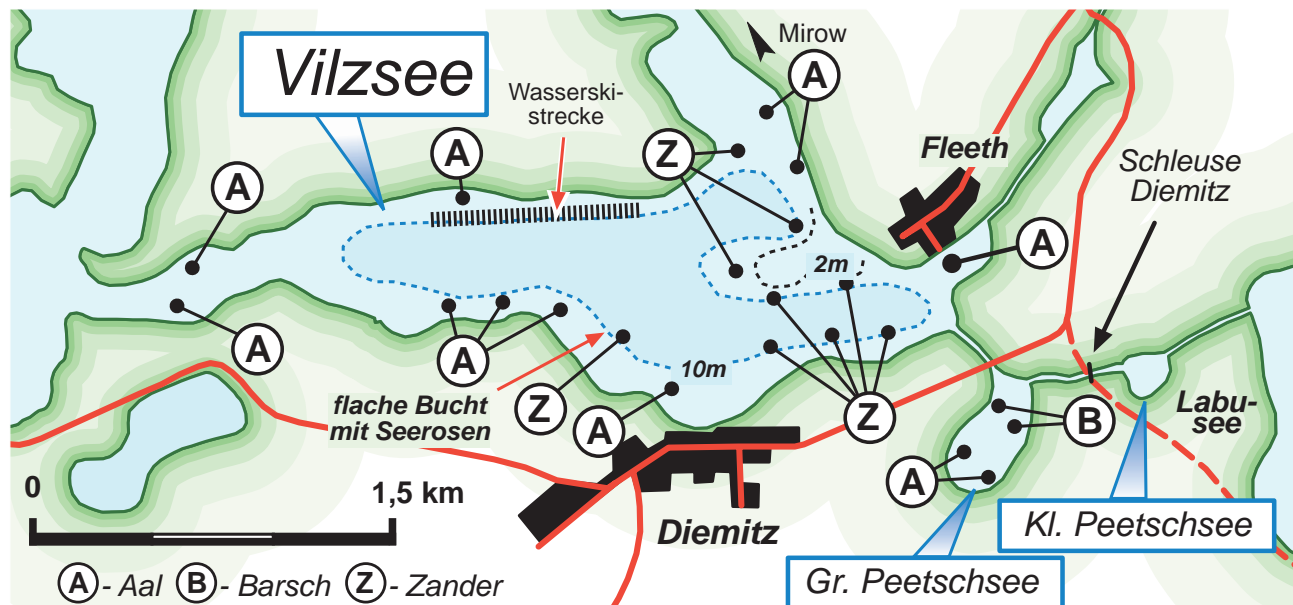 Vilzsee
Wasserski-
strecke
Mirow
A
A
Z
A
Fleeth
Schleuse
Diemitz
A
2m
A
A
10m
flache Bucht
mit Seerosen
Z
A
Z
B
Labu-
see
A
0
1,5 km
Diemitz
Kl. Peetschsee
Gr. Peetschsee
A - Aal B - Barsch Z - Zander